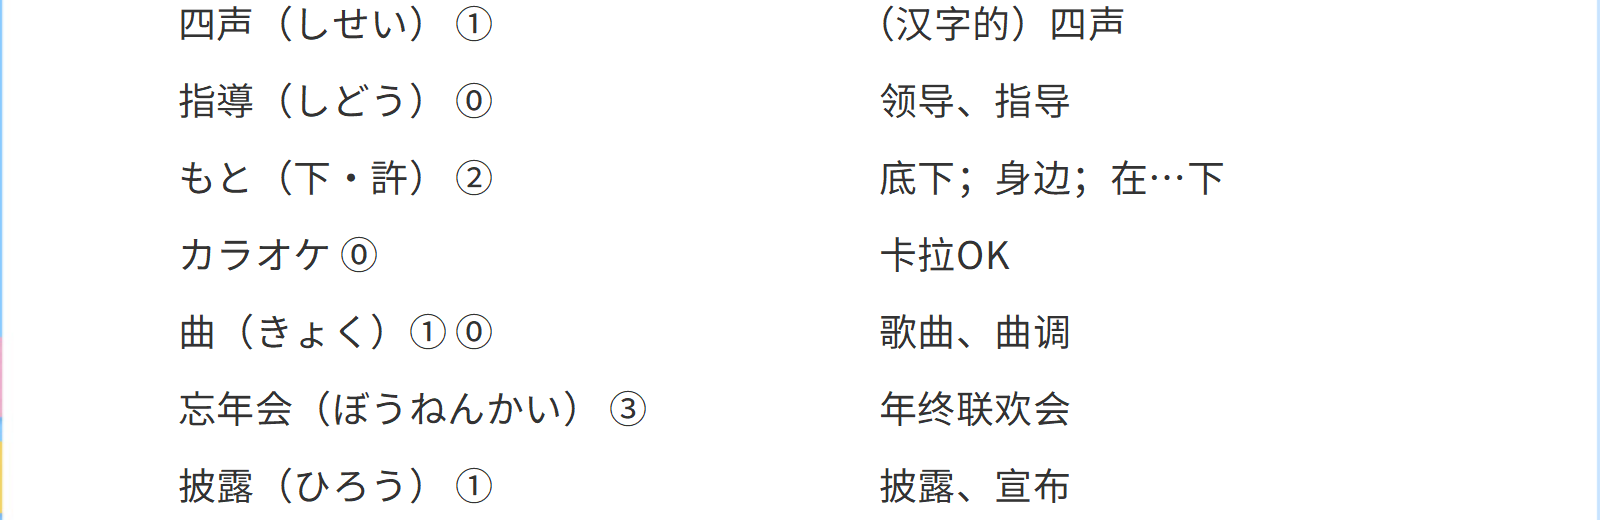 四声（しせい） ① （汉字的）四声
指導（しどう） ⓪ 领导、指导
もと（下・許） ② 底下；身边；在…下
カラオケ ⓪ 卡拉OK
曲（きょく）① ⓪ 歌曲、曲调
忘年会（ぼうねんかい） ③ 年终联欢会
披露（ひろう） ① 披露、宣布